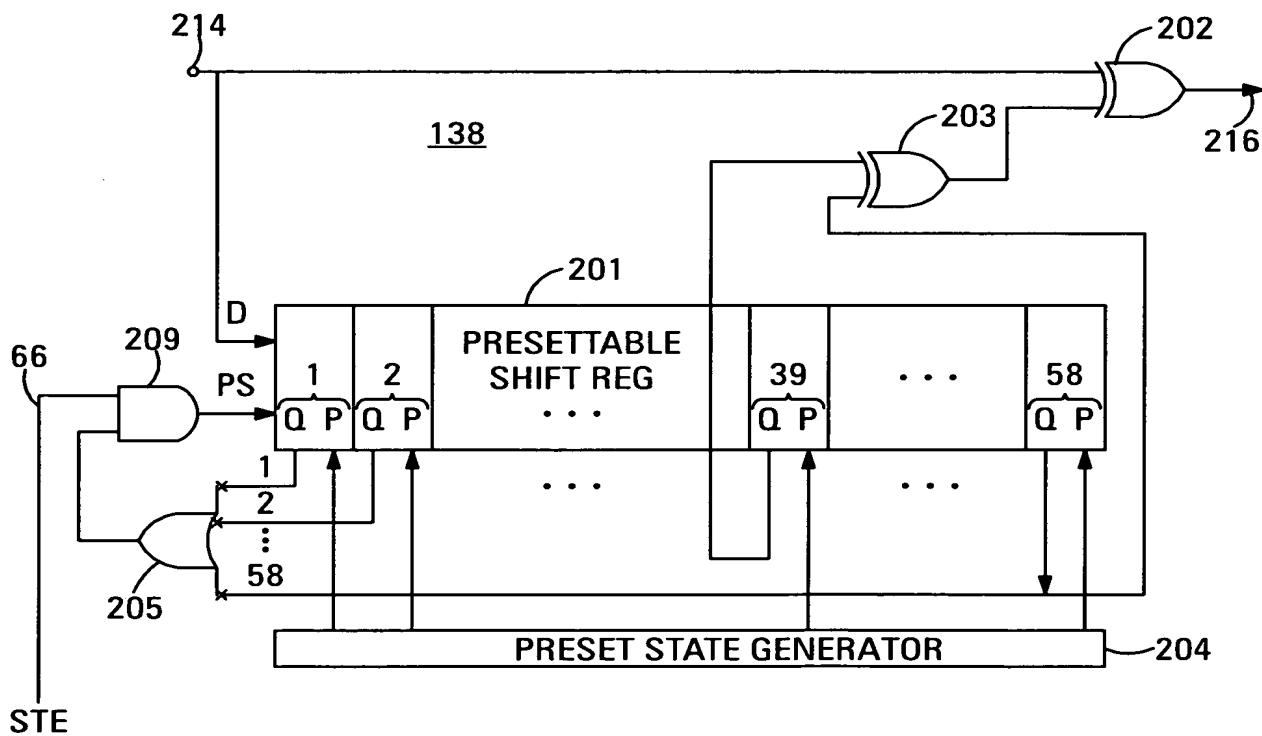 214
202
203
138
216
201
D
209
66
PS
PRESETTABLE
SHIFT REG
1
2
39
58
Q P
Q P
Q P
Q P
. . .
. . .
. . .
. . .
1
2
58
205
PRESET STATE GENERATOR
204
STE